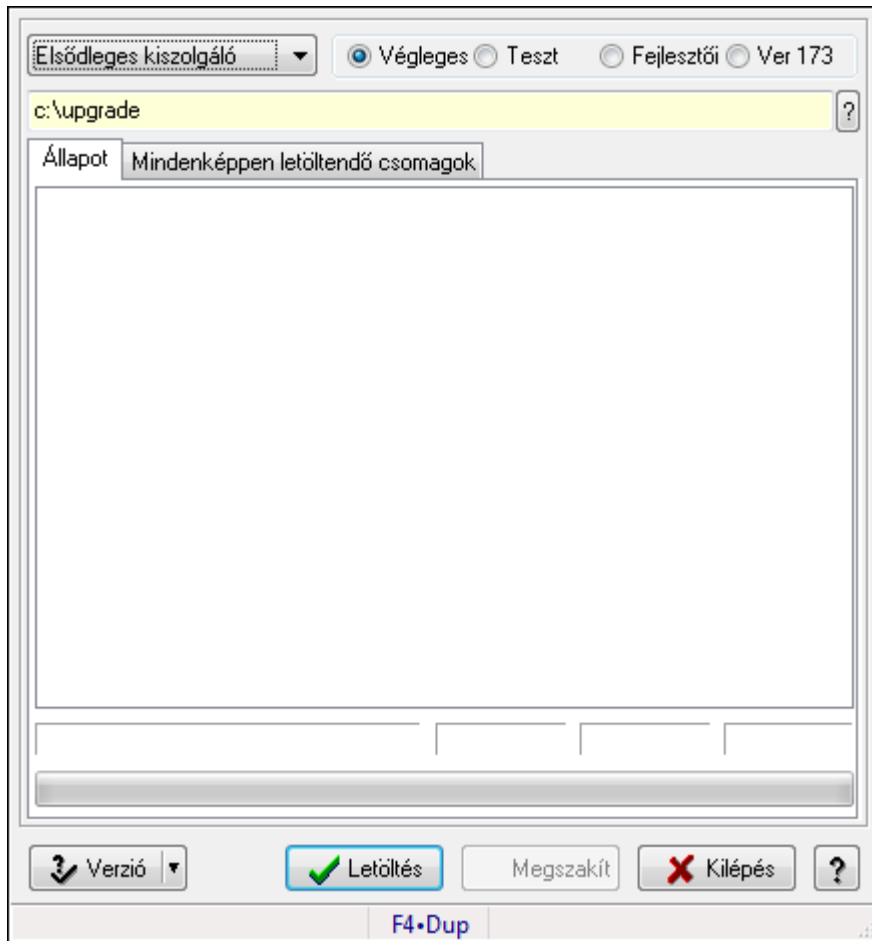 Elsődleges kiszolgáló Végleges Teszt Fejlesztői Ver 173
c:\upgrade ?
Állapot Mindenképpen letöltendő csomagok
Verzió Letöltés Megszakít Kilépés ?
F4•Dup